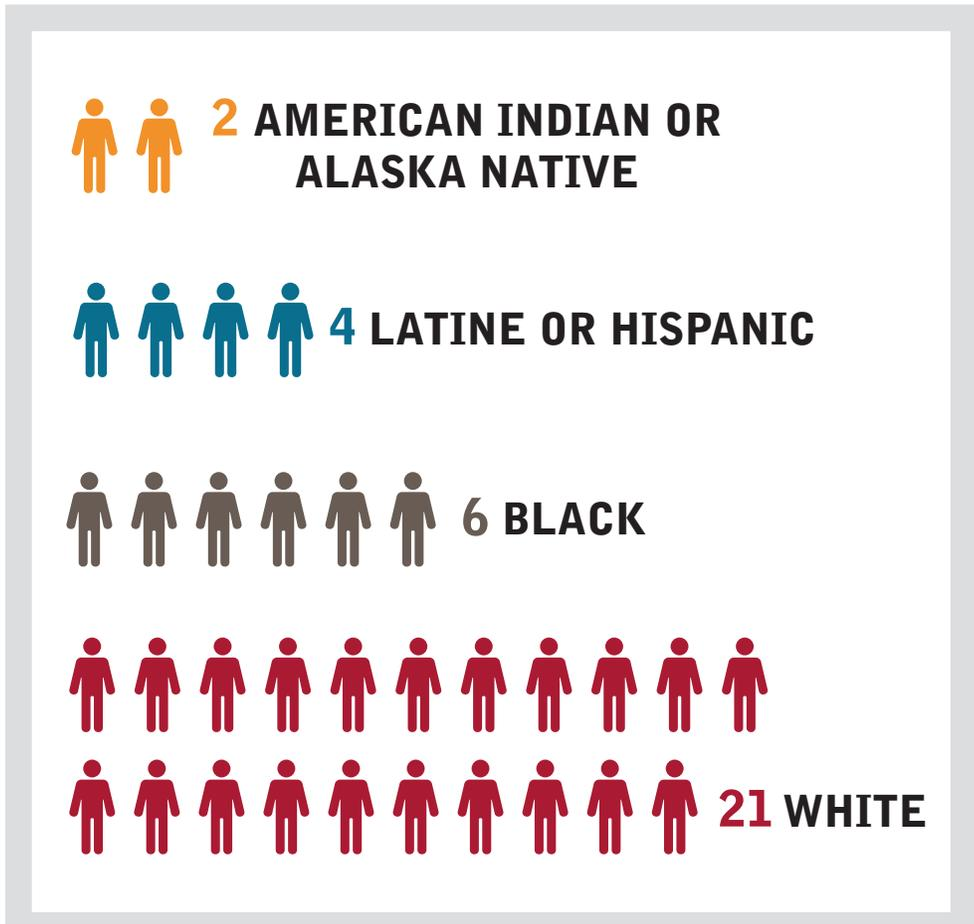 2 AMERICAN INDIAN OR
ALASKA NATIVE
4 LATINE OR HISPANIC
6 BLACK
21 WHITE